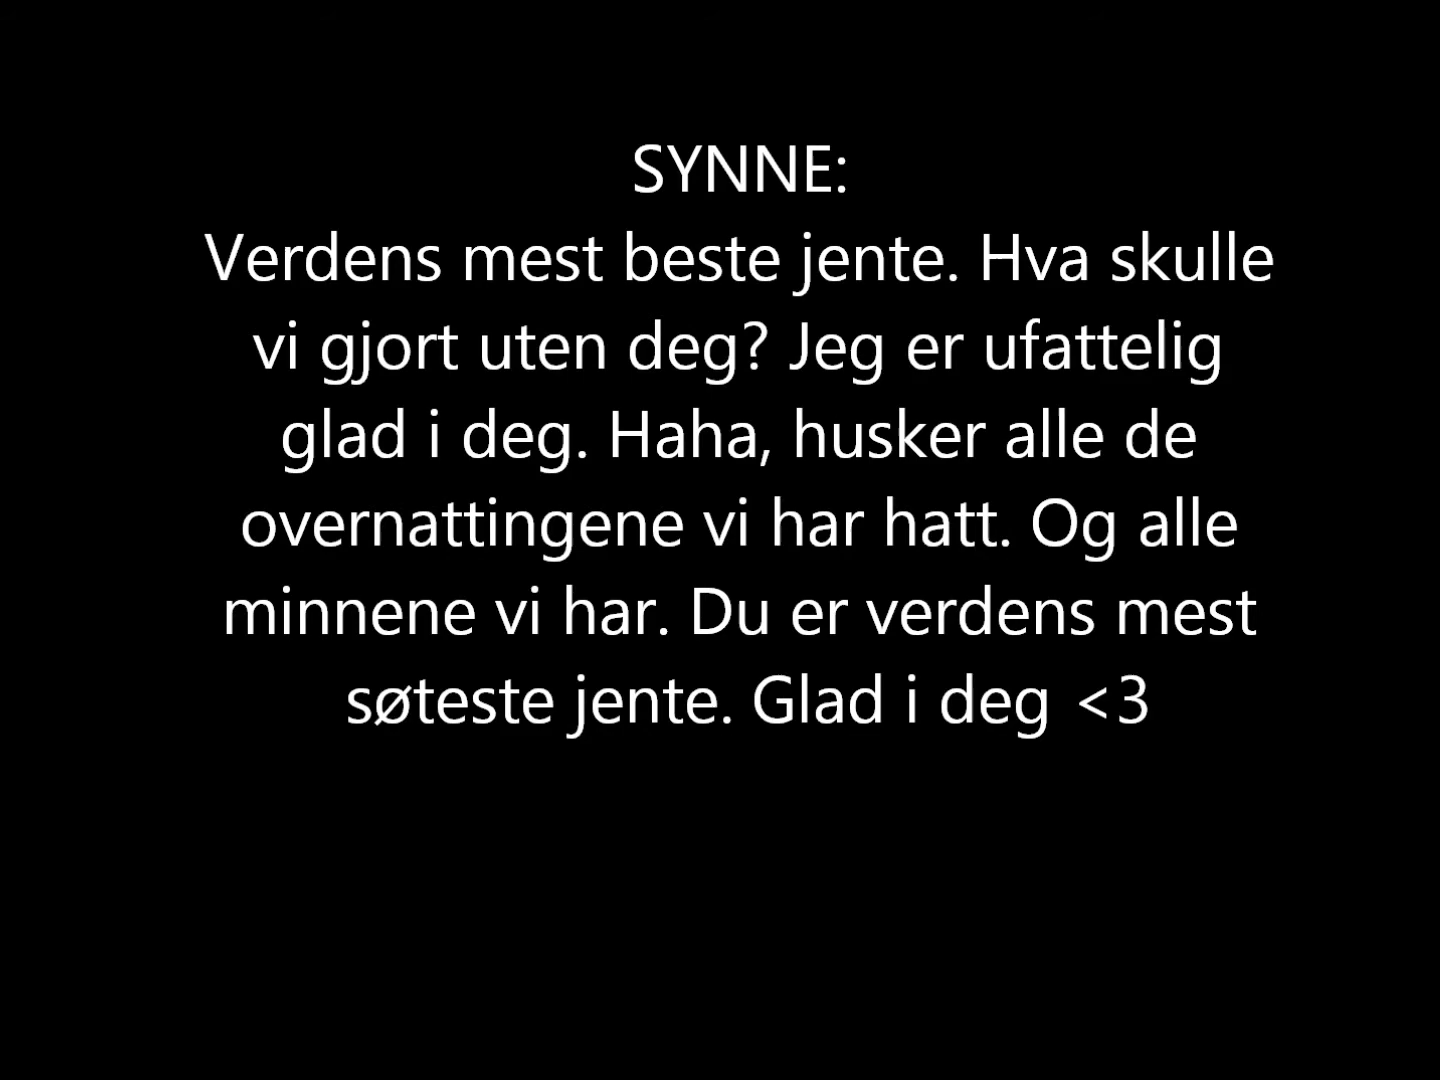 SYNNE:
Verdens mest beste jente. Hva skulle
vi gjort uten deg? Jeg er ufattelig
glad i deg. Haha, husker alle de
overnattingene vi har hatt. Og alle
minnene vi har. Du er verdens mest
søteste jente. Glad i deg <3